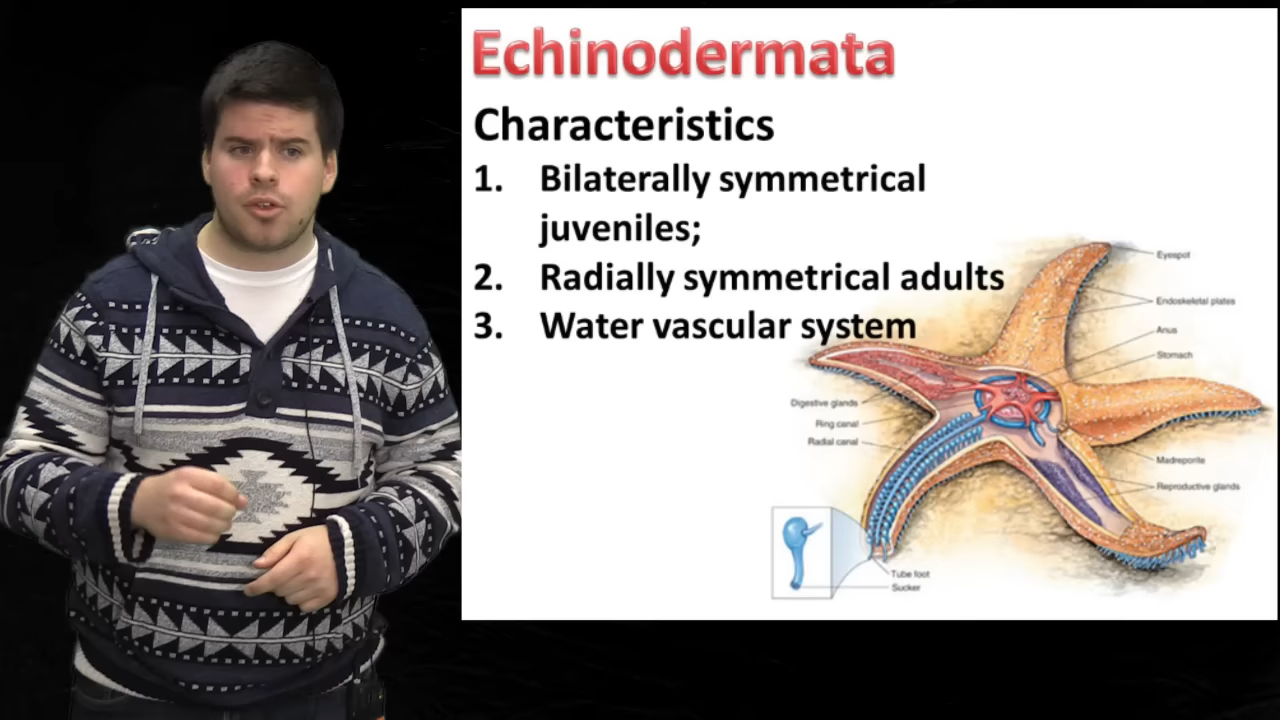 Echinodermata
Characteristics
1. Bilaterally symmetrical
juveniles;
2. Radially symmetrical adults
3. Water vascular system
Eyespot
Endoskeletal plates
Anus
Stomach
Digestive glands
Ring canal
Radial canal
Madreporite
Reproductive glands
Tube foot
Sucker